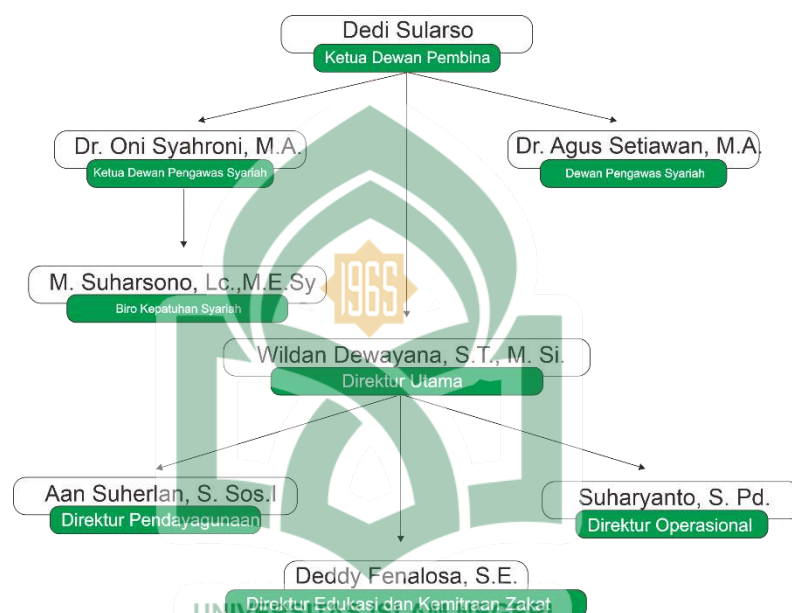 Dedi Sularso
Ketua Dewan Pembina
Dr. Oni Syahroni, M.A.
Ketua Dewan Pengawas Syariah
Dr. Agus Setiawan, M.A.
Dewan Pengawas Syariah
M. Suharsono, Lc.,M.E.Sy
Biro Kepatuhan Syariah
1965
Wildan Dewayana, S.T., M. Si.
Direktur Utama
Aan Suherlan, S. Sos.I
Direktur Pendayagunaan
Suharyanto, S. Pd.
Direktur Operasional
Deddy Fenalosa, S.E.
Direktur Edukasi dan Kemitraan Zakat